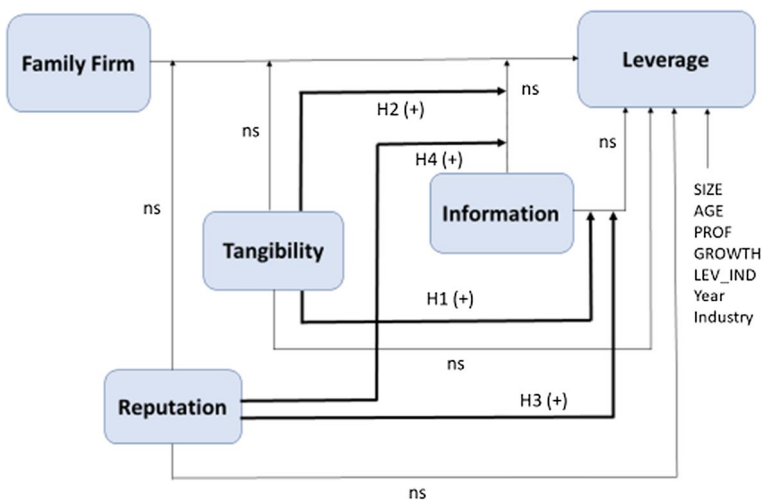 Family Firm
Leverage
ns
H2 (+)
ns
H4 (+)
ns
Information
SIZE
AGE
PROF
GROWTH
LEV_IND
Year
Industry
ns
Tangibility
H1 (+)
ns
Reputation
H3 (+)
ns